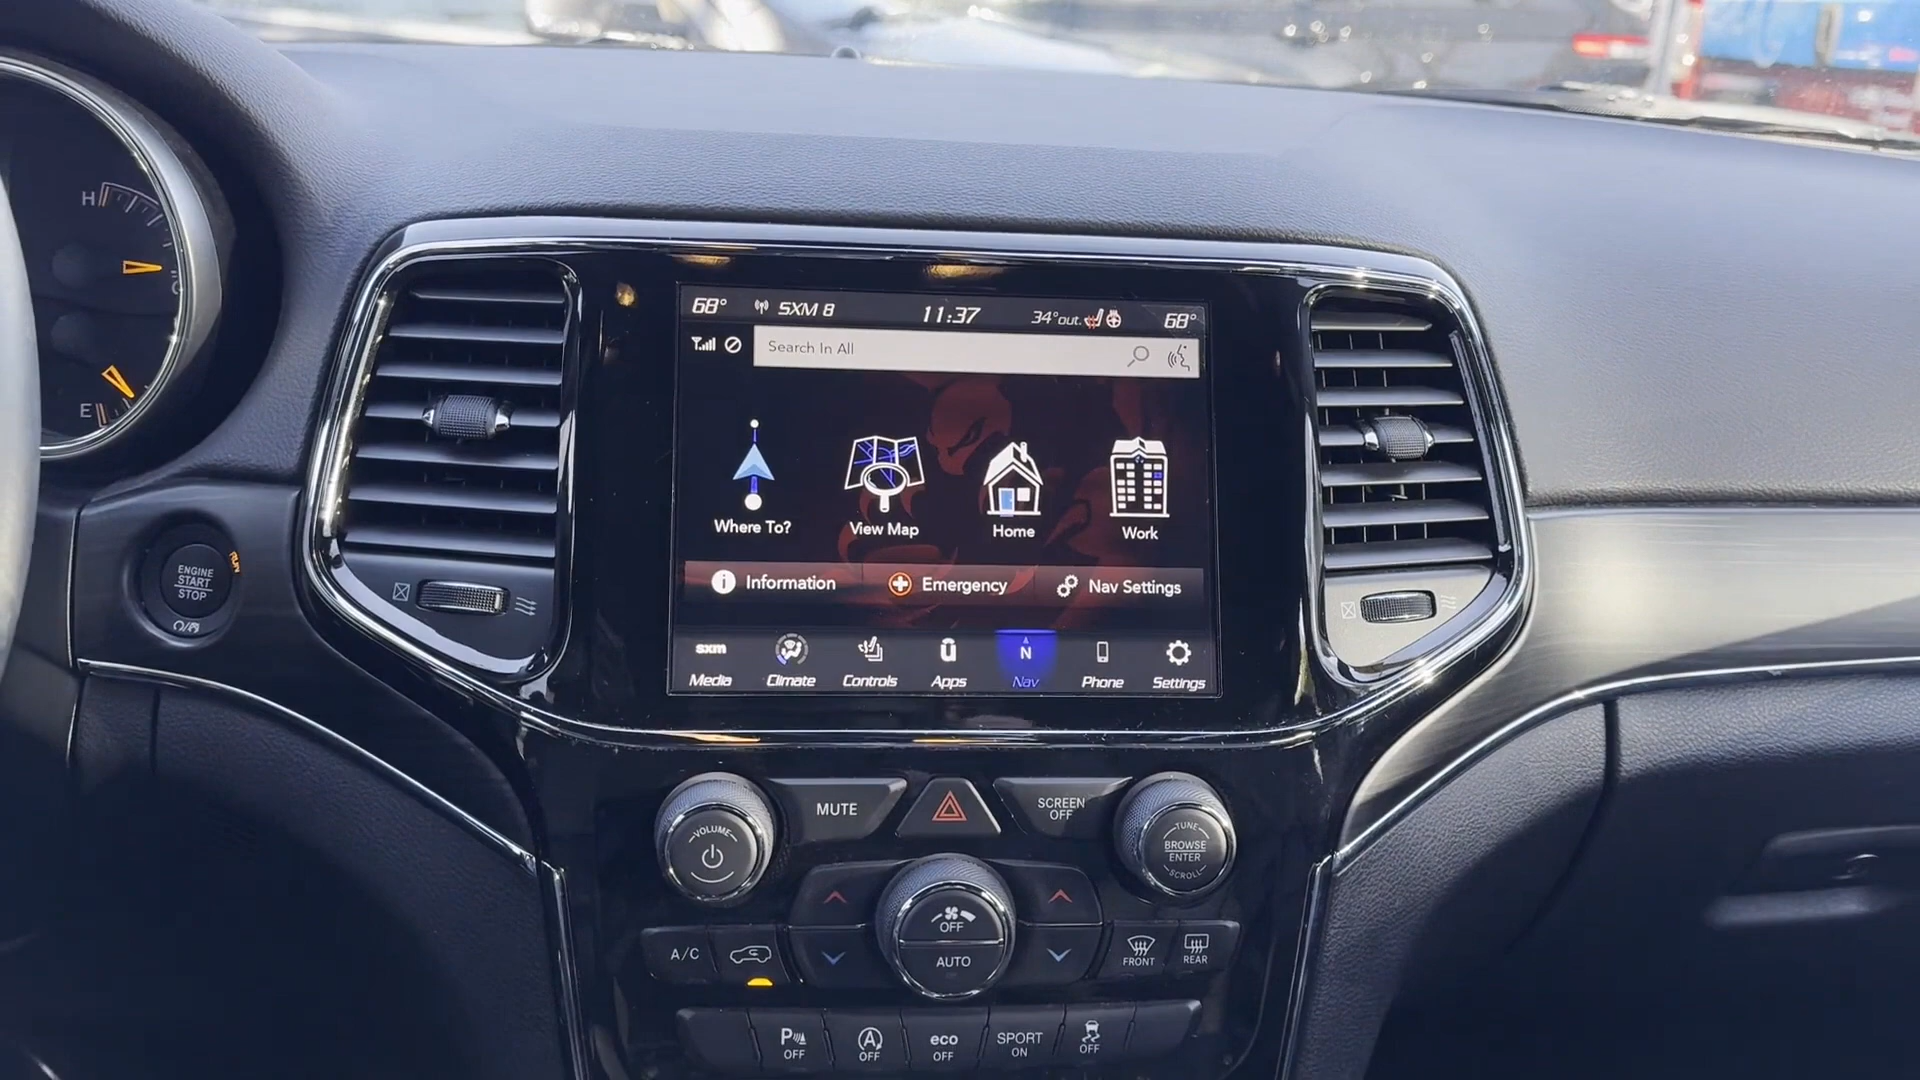 H
C
E
ENGINE
START
STOP
RUN
68°
SXM 8
11:37
34°out.
68°
Search In All
Where To?
View Map
Home
Work
Information
Emergency
Nav Settings
sxm
N
Media
Climate
Controls
Apps
Nav
Phone
Settings
VOLUME
MUTE
SCREEN
OFF
TUNE
BROWSE
ENTER
SCROLL
OFF
AUTO
A/C
FRONT
REAR
P
OFF
A
OFF
eco
OFF
SPORT
ON
OFF